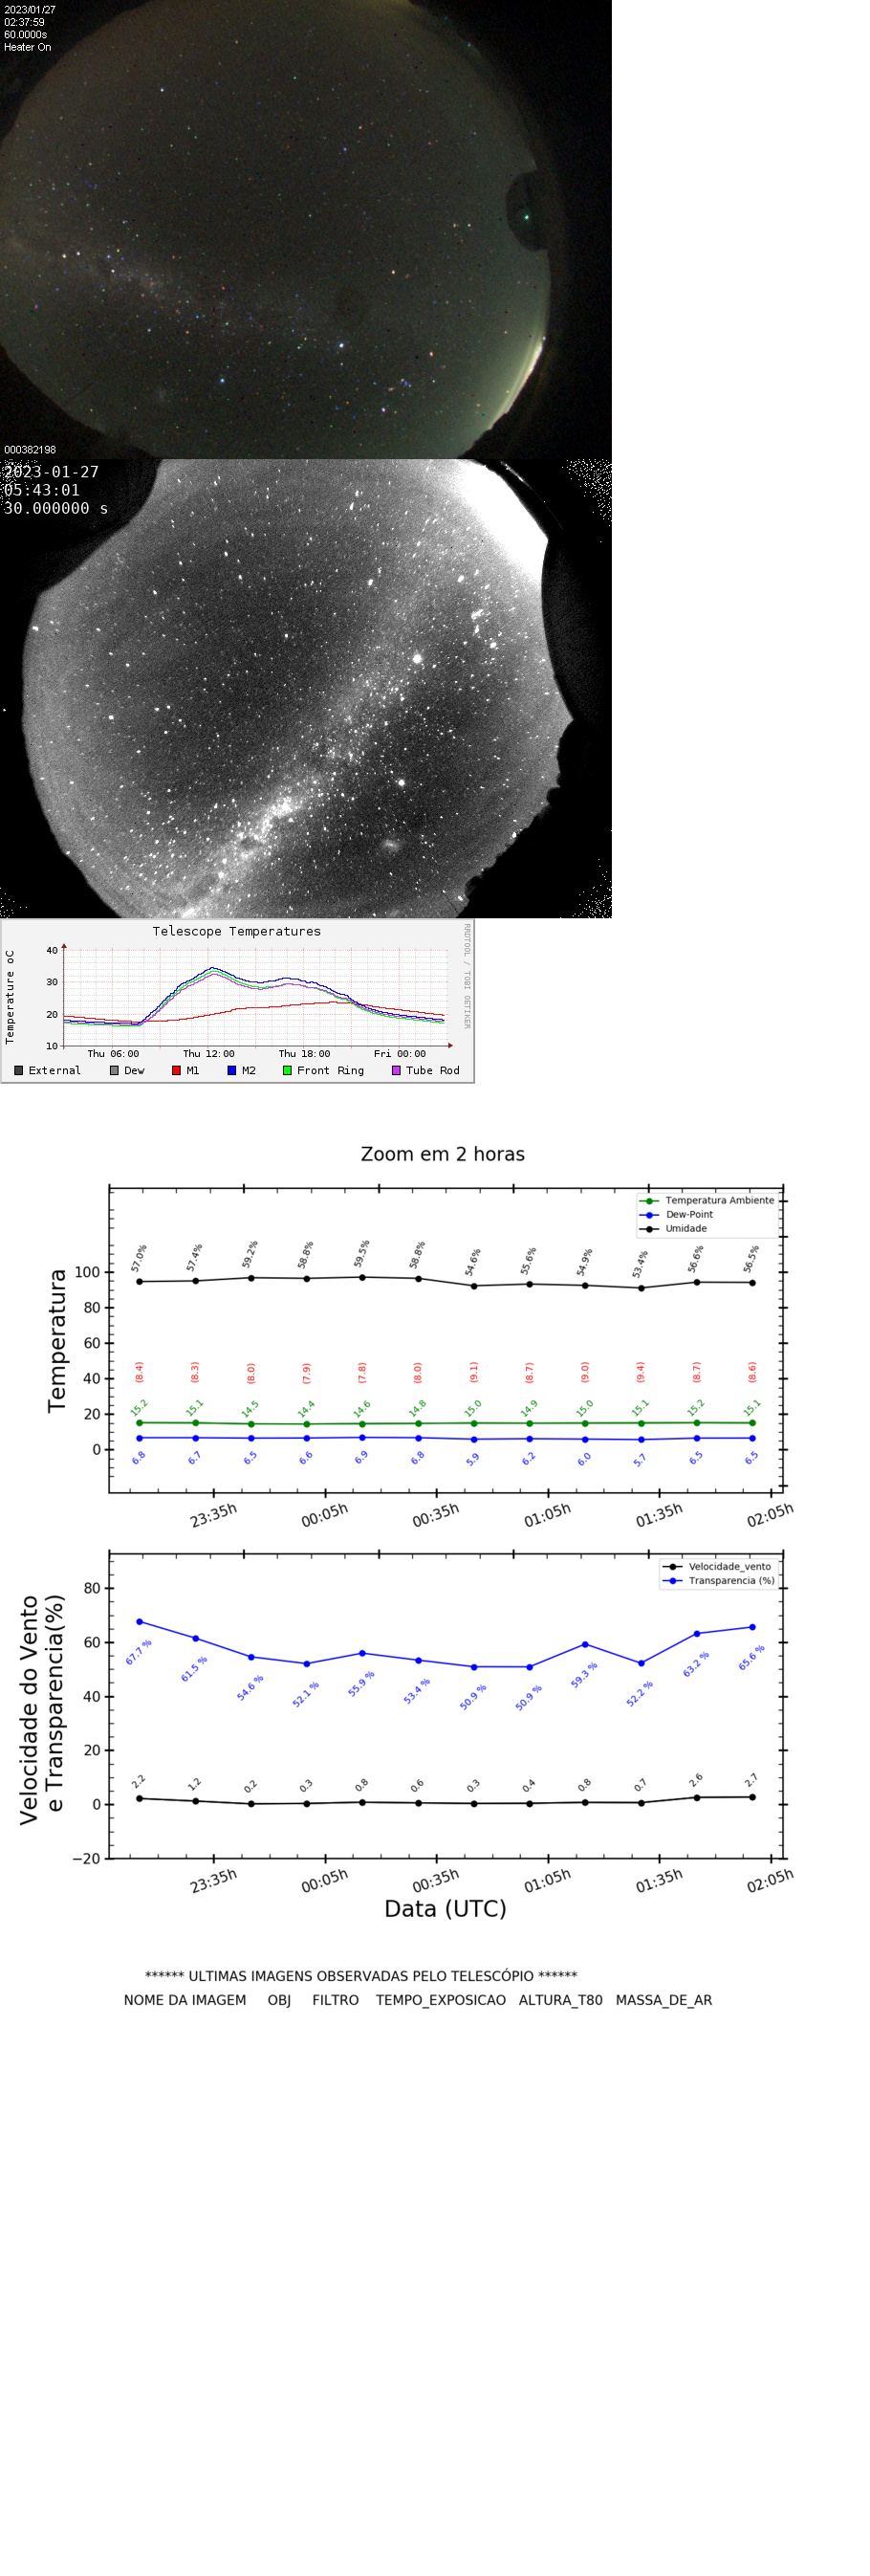 2023/01/27
02:37:59
60.0000s
Heater On
000382198
2023-01-27
05:43:01
30.000000 s
Telescope Temperatures
RRDTOOL / TOBI OETIKER
Temperature oC
40
30
20
10
Thu 06:00 Thu 12:00 Thu 18:00 Fri 00:00
External Dew M1 M2 Front Ring Tube Rod
Zoom em 2 horas
Temperatura Ambiente
Dew-Point
Umidade
Temperatura
100
80
60
40
20
0
57.0% 57.4% 59.2% 58.8% 59.5% 58.8% 54.6% 55.6% 54.9% 53.4% 56.6% 56.5%
(8.4) (8.3) (8.0) (7.9) (7.8) (8.0) (9.1) (8.7) (9.0) (9.4) (8.7) (8.6)
15.2 15.1 14.5 14.4 14.6 14.8 15.0 14.9 15.0 15.1 15.2 15.1
6.8 6.7 6.5 6.6 6.9 6.8 5.9 6.2 6.0 5.7 6.5 6.5
23:35h 00:05h 00:35h 01:05h 01:35h 02:05h
Velocidade_vento
Transparencia (%)
Velocidade do Vento
e Transparencia(%)
80
60
40
20
0
−20
67.7 % 61.5 % 54.6 % 52.1 % 55.9 % 53.4 % 50.9 % 50.9 % 59.3 % 52.2 % 63.2 % 65.6 %
2.2 1.2 0.2 0.3 0.8 0.6 0.3 0.4 0.8 0.7 2.6 2.7
23:35h 00:05h 00:35h 01:05h 01:35h 02:05h
Data (UTC)
****** ULTIMAS IMAGENS OBSERVADAS PELO TELESCÓPIO ******
NOME DA IMAGEM OBJ FILTRO TEMPO_EXPOSICAO ALTURA_T80 MASSA_DE_AR